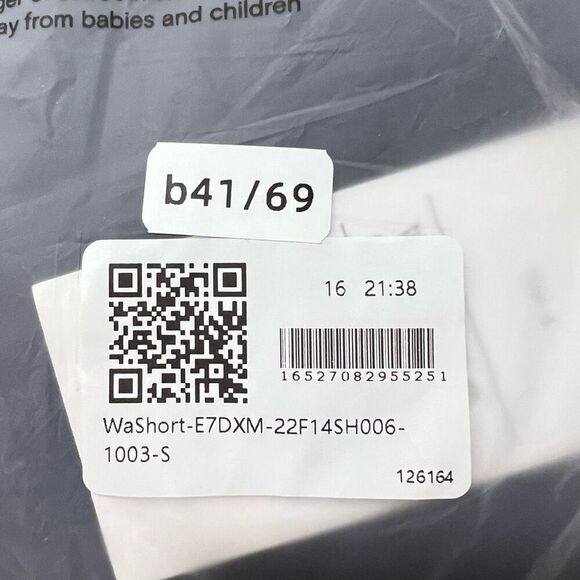 ay from babies and children
b41/69
16 21:38
16527082955251
WaShort-E7DXM-22F14SH006-
1003-S
126164